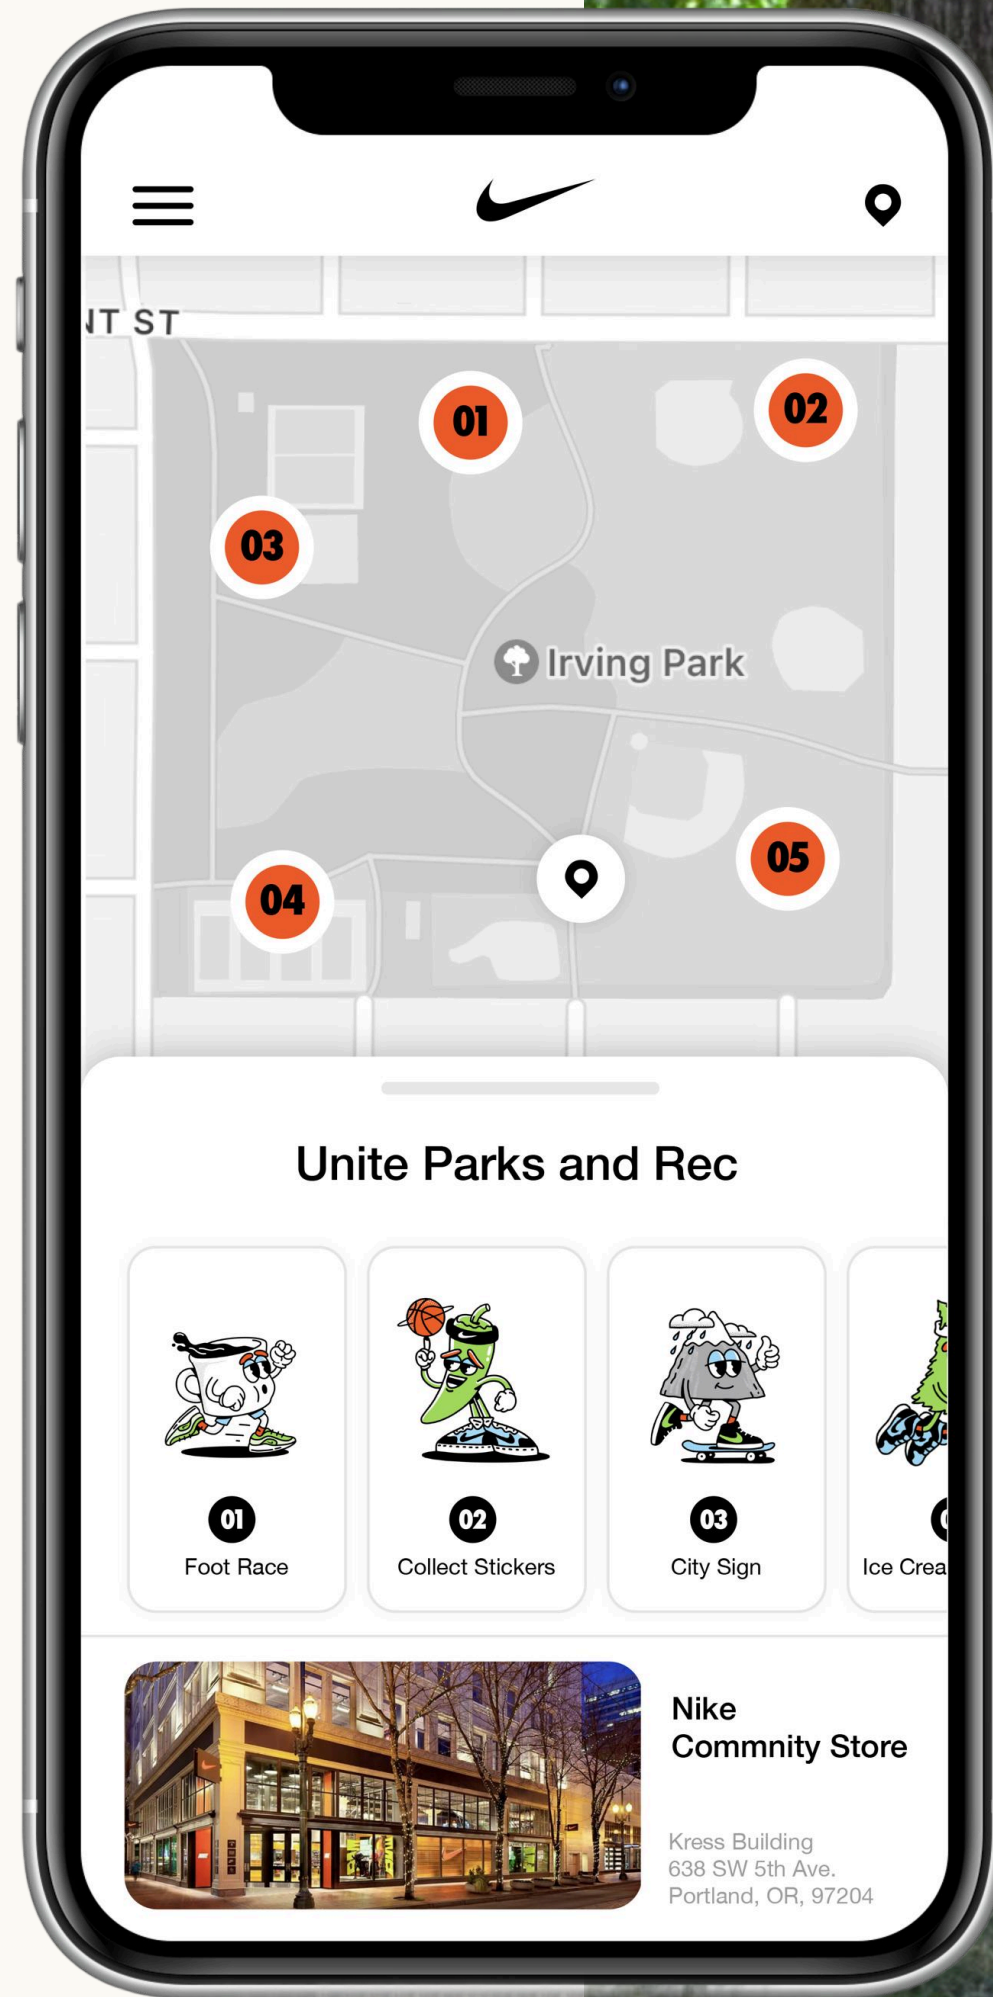 NT ST
01
02
03
Irving Park
05
04
Unite Parks and Rec
01
Foot Race
02
Collect Stickers
03
City Sign
Ice Crea
Nike
Commnity Store
Kress Building
638 SW 5th Ave.
Portland, OR, 97204